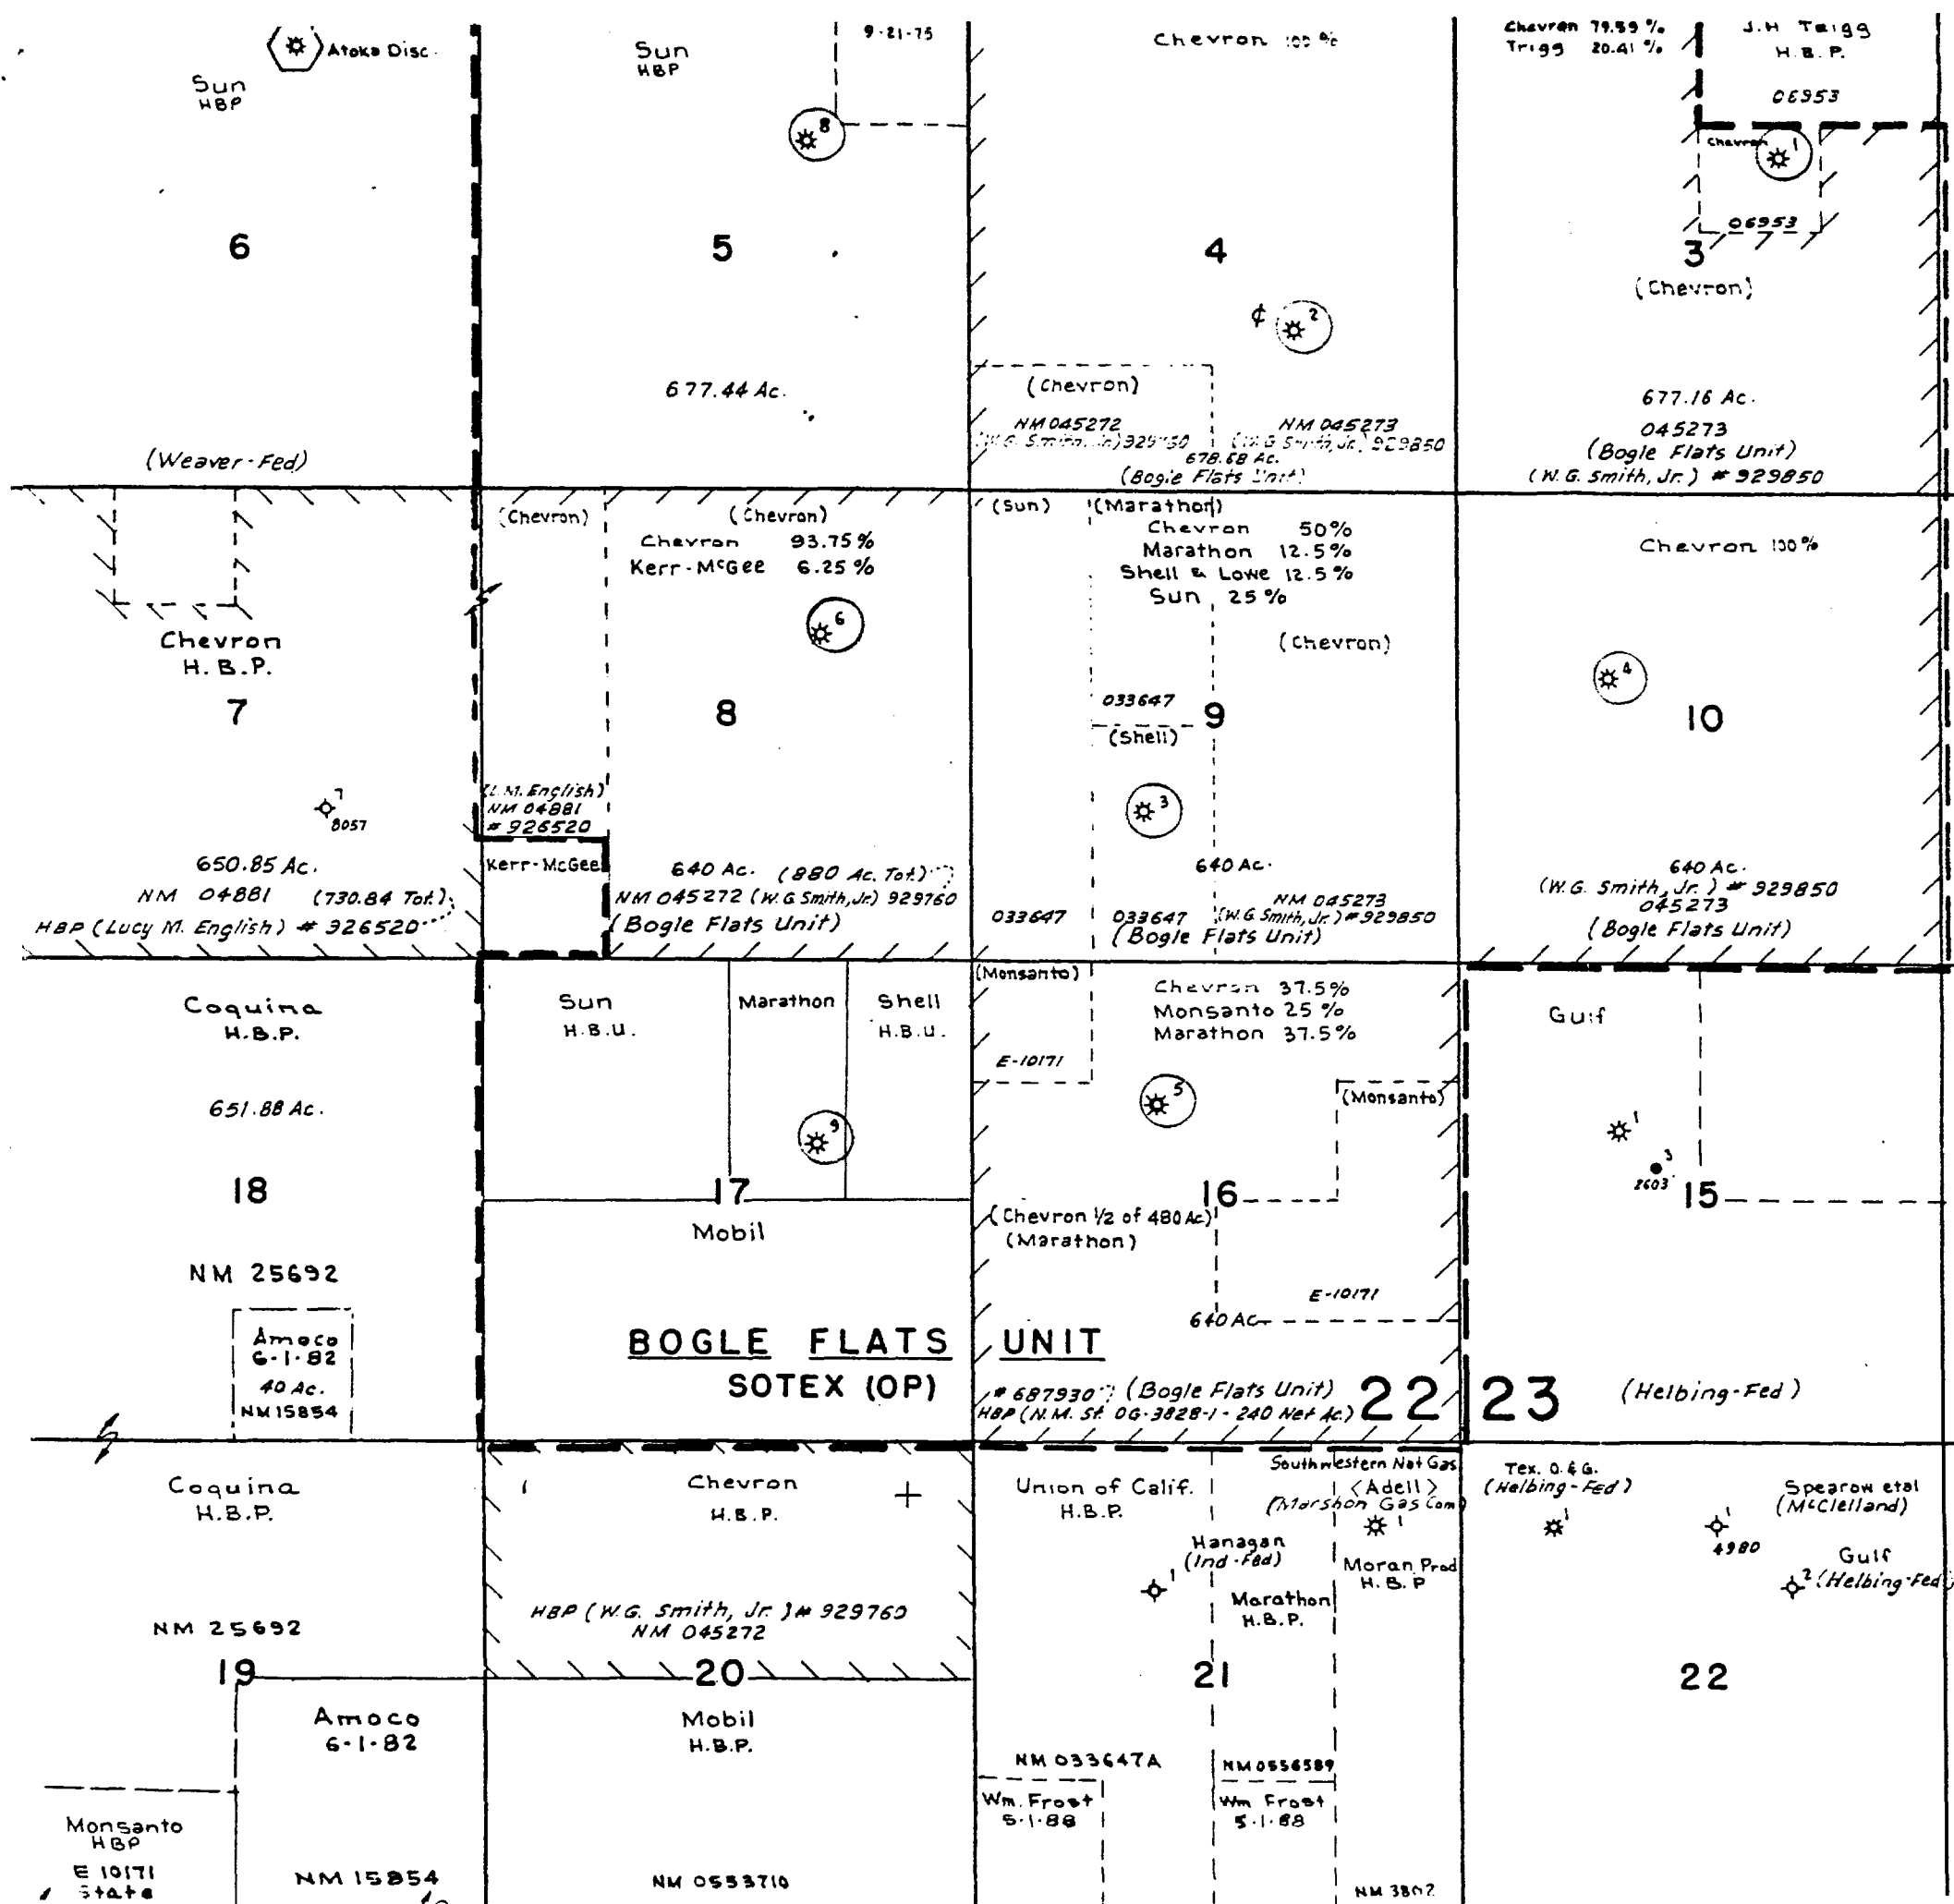 Atoka Disc.
Sun
HBP
6
(Weaver-Fed)
Sun
HBP
9-21-75
8
5
677.44 Ac.
Chevron 100%
4
₵
2
(Chevron)
NM 045272
NM 045273
(W.G. Smith, Jr.) 929850
678.68 Ac.
(Bogle Flats Unit)
Chevron 79.59%
Trigg 20.41%
J.H Trigg
H.B.P.
06953
Chevron
1
06953
3
(Chevron)
677.16 Ac.
045273
(Bogle Flats Unit)
(W.G. Smith, Jr.) # 929850
Chevron
H.B.P.
7
7
8057
650.85 Ac.
NM 04881 (730.84 Tot.)
HBP (Lucy M. English) # 926520
(Chevron)
(Chevron)
Chevron 93.75%
Kerr-McGee 6.25%
6
8
(L.M. English)
NM 04881
# 926520
Kerr-McGee
640 Ac. (880 Ac. Tot.)
NM 045272 (W.G. Smith, Jr.) 929760
(Bogle Flats Unit)
(Sun)
(Marathon)
Chevron 50%
Marathon 12.5%
Shell & Lowe 12.5%
Sun 25%
(Chevron)
033647
9
(Shell)
3
640 Ac.
NM 045273
033647
033647
(W.G. Smith, Jr.) # 929850
(Bogle Flats Unit)
Chevron 100%
4
10
640 Ac.
(W.G. Smith, Jr.) # 929850
045273
(Bogle Flats Unit)
Coquina
H.B.P.
651.88 Ac.
18
NM 25692
Amoco
6-1-82
40 Ac.
NM 15854
Sun
H.B.U.
Marathon
Shell
H.B.U.
9
17
Mobil
BOGLE FLATS UNIT
SOTEX (OP)
(Monsanto)
Chevron 37.5%
Monsanto 25%
Marathon 37.5%
E-10171
5
(Monsanto)
16
(Chevron 1/2 of 480 Ac)
(Marathon)
E-10171
640 Ac
# 687930 (Bogle Flats Unit)
HBP (N.M. St. OG-3828-1 - 240 Net Ac.)
22
23
Gulf
1
3
2603
15
(Helbing-Fed)
Coquina
H.B.P.
NM 25692
19
Amoco
6-1-82
Monsanto
HBP
E 10171
State
NM 15854
Chevron
H.B.P.
HBP (W.G. Smith, Jr.) # 929760
NM 045272
20
Mobil
H.B.P.
NM 0553710
Union of Calif.
H.B.P.
Southwestern Nat Gas
<Adell>
(Marshon Gas Com)
1
Hanagan
(Ind-Fed)
1
Moran Prod
H.B.P
Marathon
H.B.P.
21
NM 033647A
NM 0556589
Wm. Frost
5-1-88
Wm Frost
5-1-88
NM 3802
Tex. O.&G.
(Helbing-Fed)
1
Spearow etal
(McClelland)
1
4980
Gulf
2 (Helbing-Fed)
22